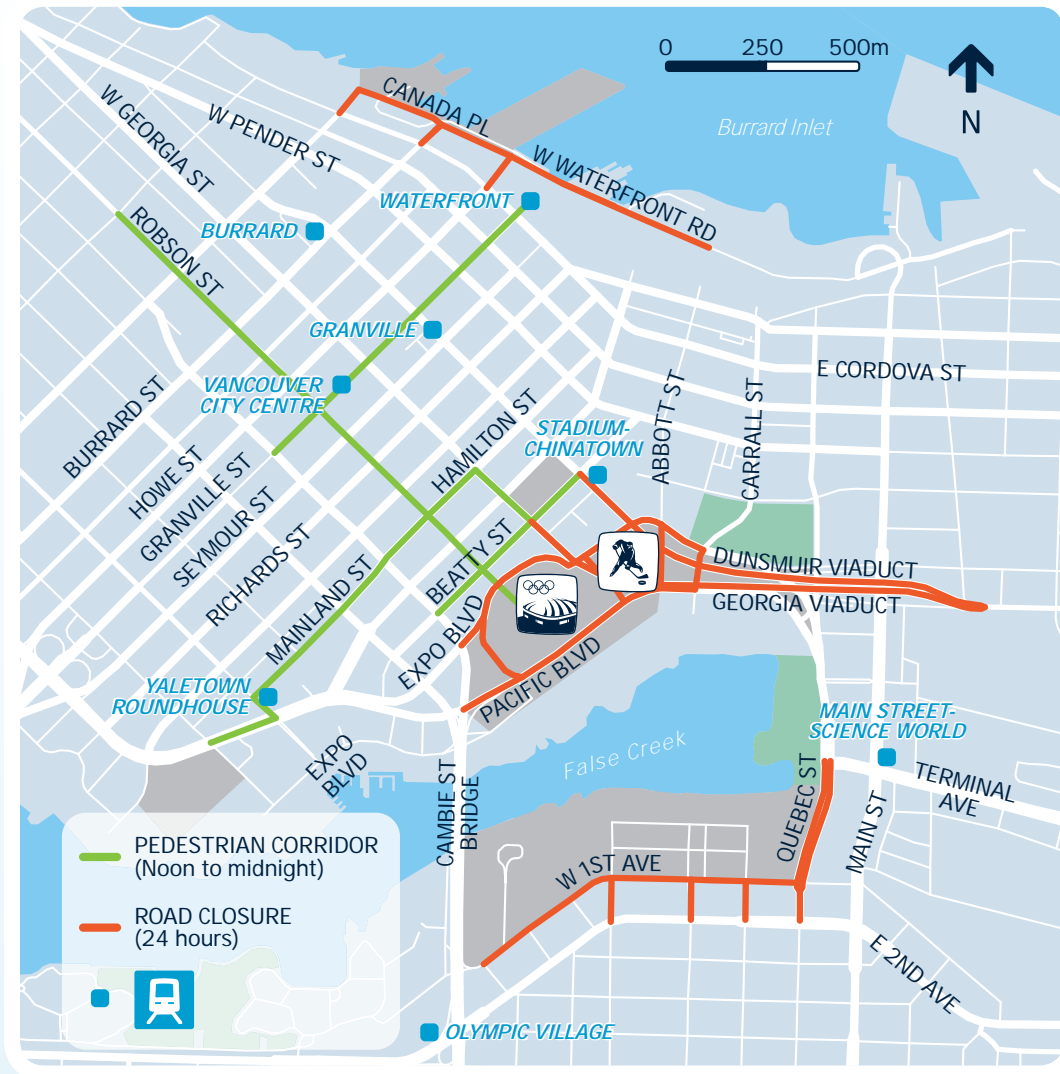 0 250 500m
N
CANADA PL
W GEORGIA ST
W PENDER ST
Burrard Inlet
W WATERFRONT RD
WATERFRONT
BURRARD
ROBSON ST
GRANVILLE
VANCOUVER
CITY CENTRE
E CORDOVA ST
ABBOTT ST
CARRALL ST
BURRARD ST
HOWE ST
GRANVILLE ST
SEYMOUR ST
RICHARDS ST
HAMILTON ST
STADIUM-
CHINATOWN
MAINLAND ST
BEATTY ST
DUNSMUIR VIADUCT
GEORGIA VIADUCT
EXPO BLVD
PACIFIC BLVD
YALETOWN
ROUNDHOUSE
EXPO
BLVD
False Creek
MAIN STREET-
SCIENCE WORLD
TERMINAL
AVE
CAMBIE ST
BRIDGE
QUEBEC ST
MAIN ST
W 1ST AVE
E 2ND AVE
OLYMPIC VILLAGE
PEDESTRIAN CORRIDOR
(Noon to midnight)
ROAD CLOSURE
(24 hours)